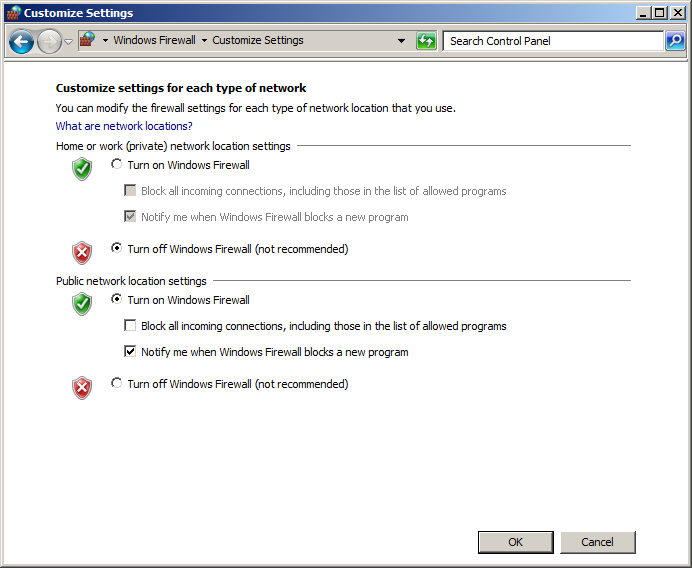 Customize Settings
Windows Firewall Customize Settings Search Control Panel
Customize settings for each type of network
You can modify the firewall settings for each type of network location that you use.
What are network locations?
Home or work (private) network location settings
Turn on Windows Firewall
Block all incoming connections, including those in the list of allowed programs
Notify me when Windows Firewall blocks a new program
Turn off Windows Firewall (not recommended)
Public network location settings
Turn on Windows Firewall
Block all incoming connections, including those in the list of allowed programs
Notify me when Windows Firewall blocks a new program
Turn off Windows Firewall (not recommended)
OK Cancel